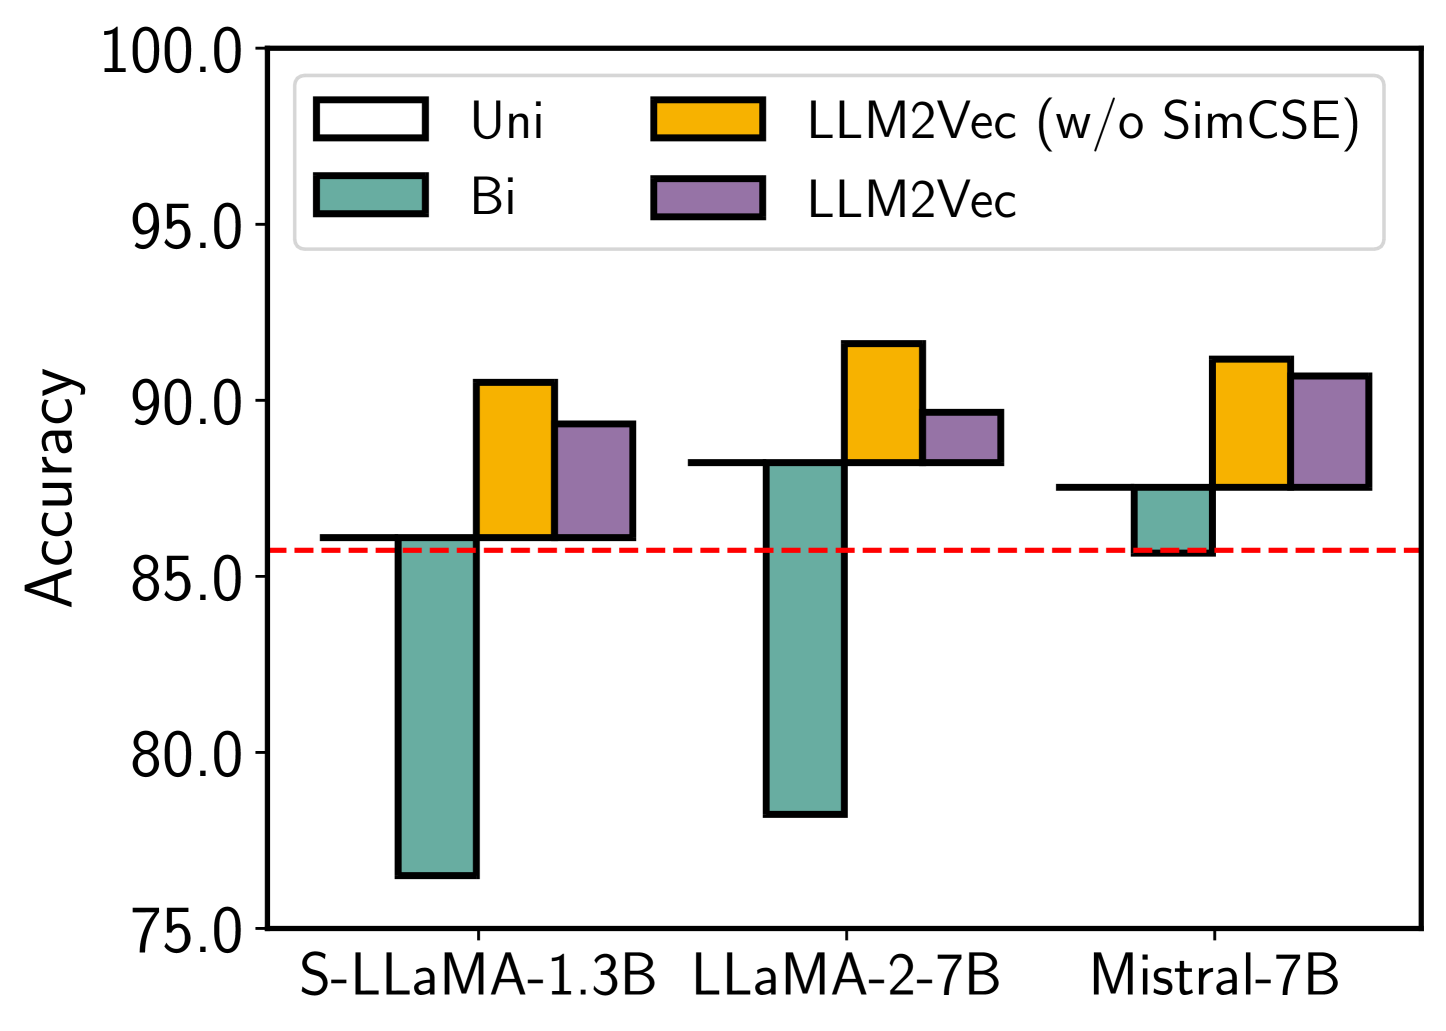 100.0
95.0
90.0
85.0
80.0
75.0
Accuracy
Uni
Bi
LLM2Vec (w/o SimCSE)
LLM2Vec
S-LLaMA-1.3B
LLaMA-2-7B
Mistral-7B